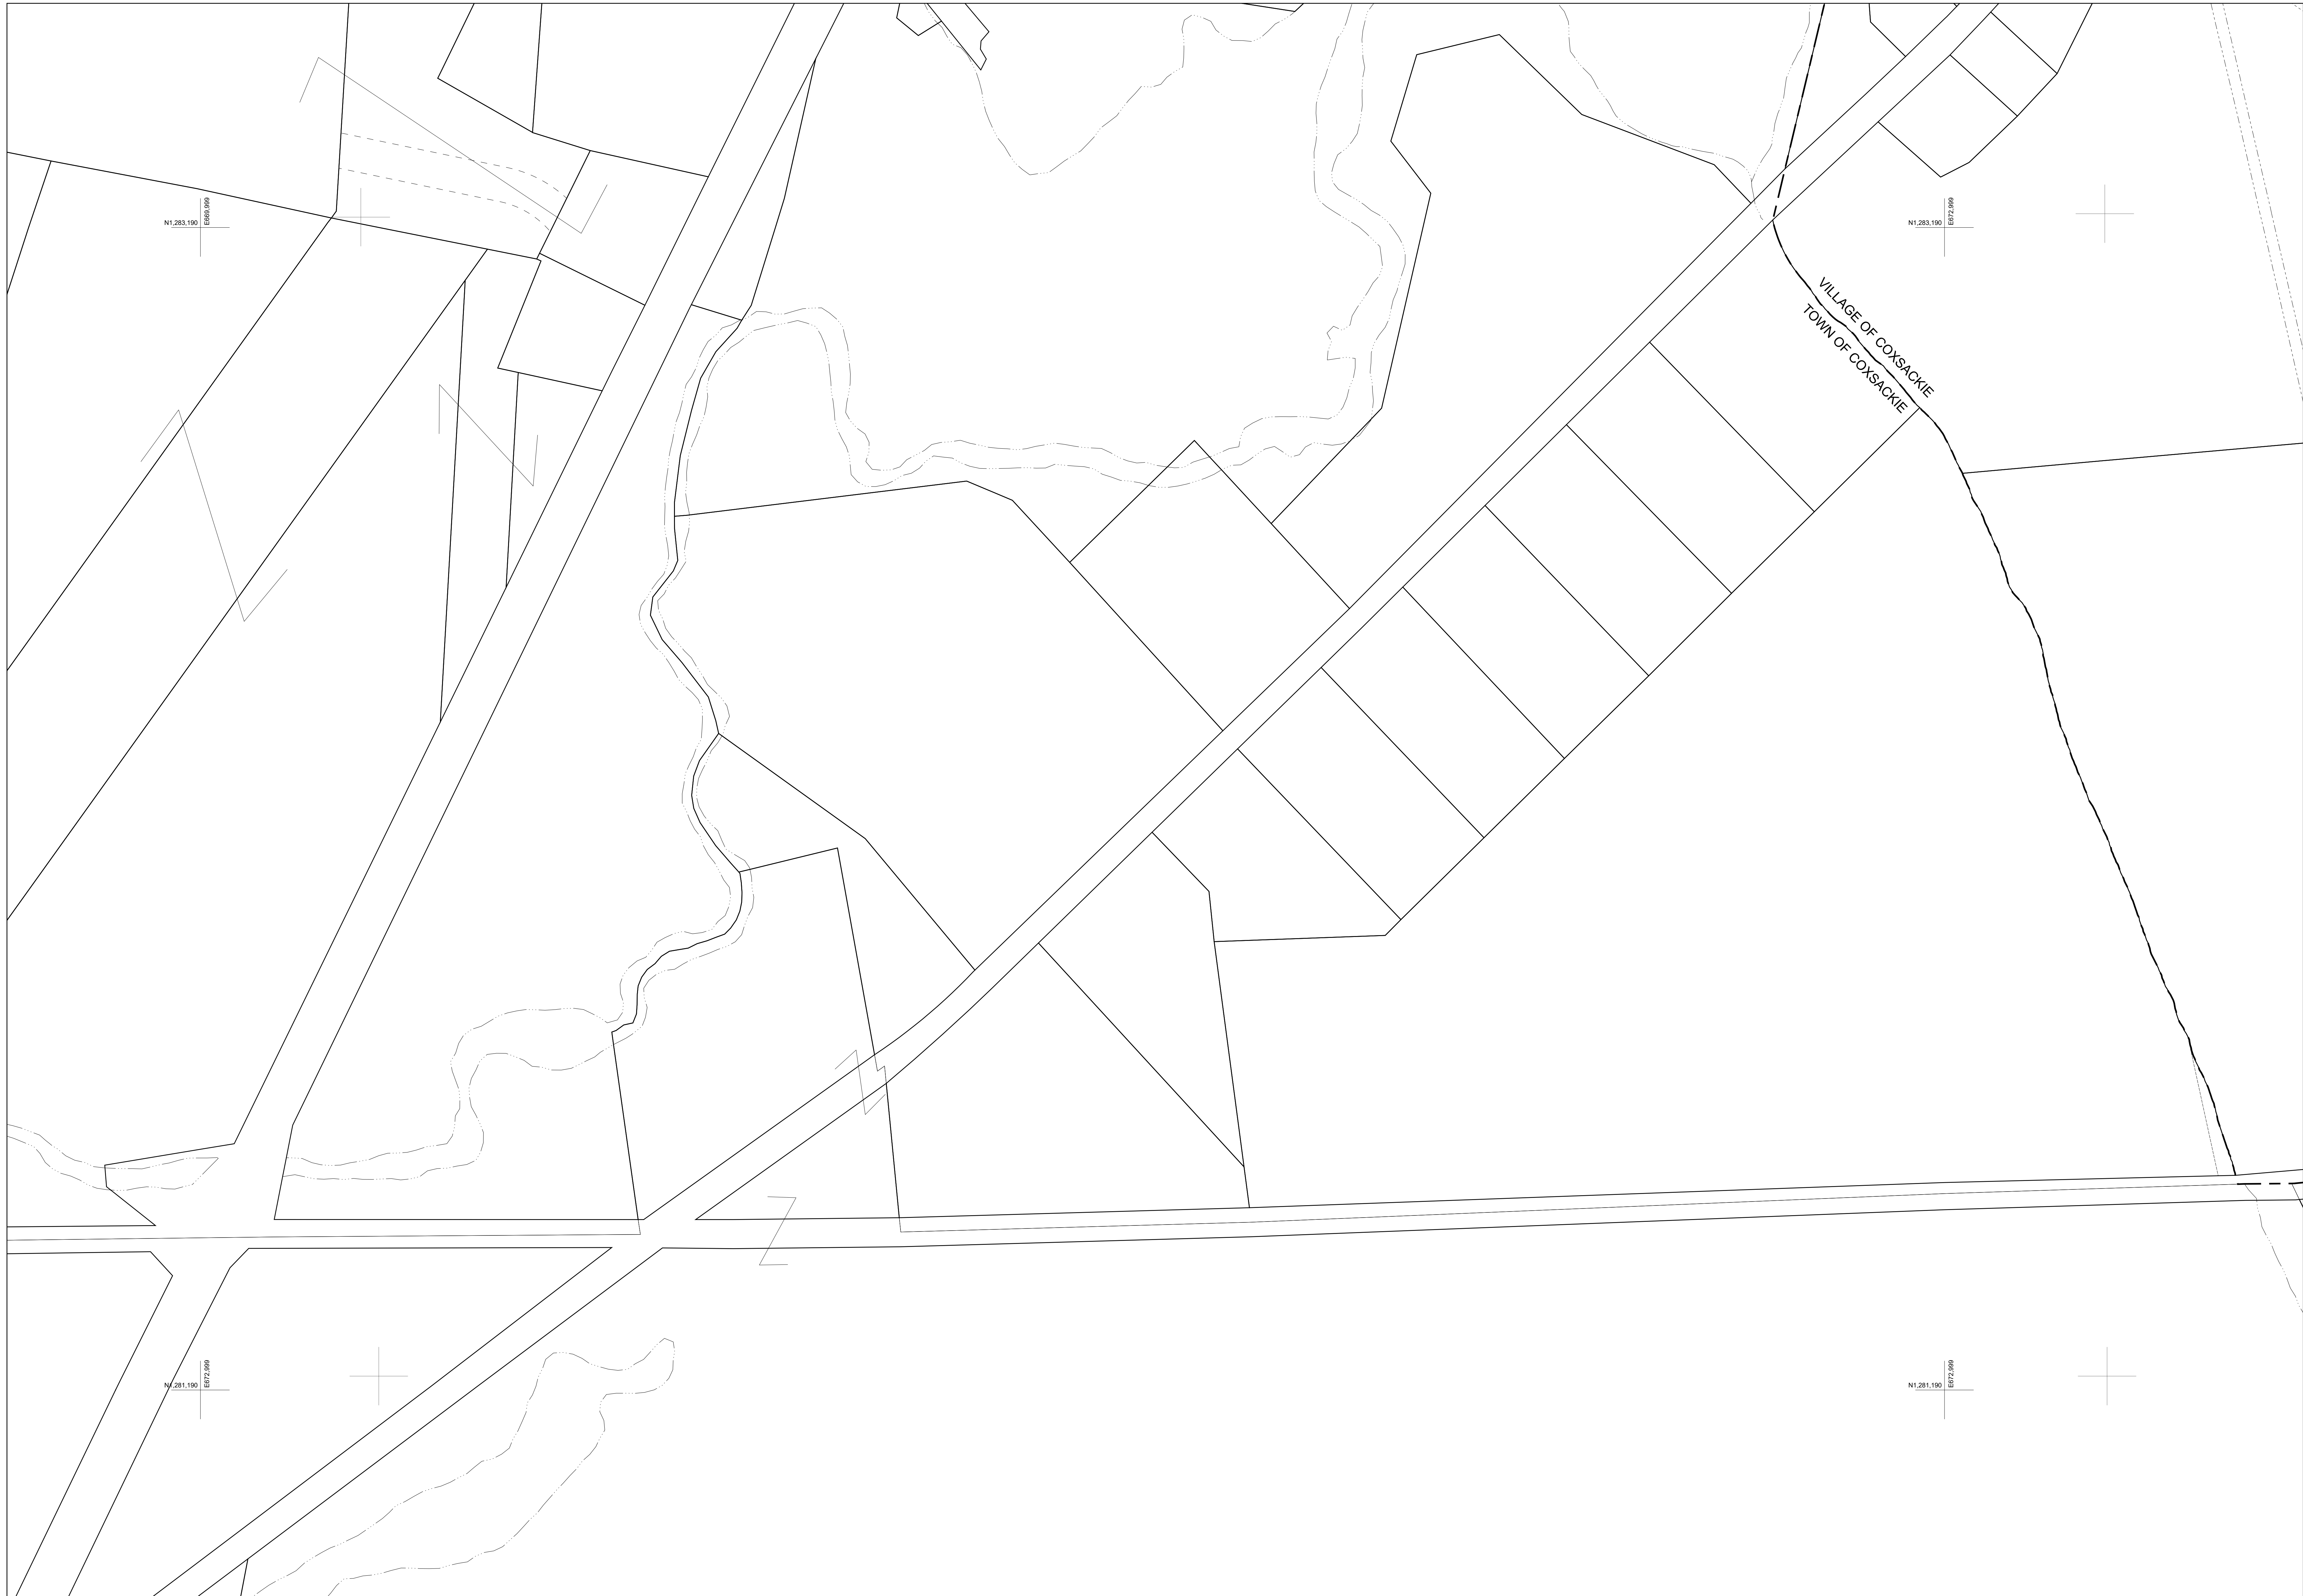 N1,283,190
E669,999
N1,283,190
E672,999
VILLAGE OF COXSACKIE
TOWN OF COXSACKIE
N1,281,190
E672,999
N1,281,190
E672,999